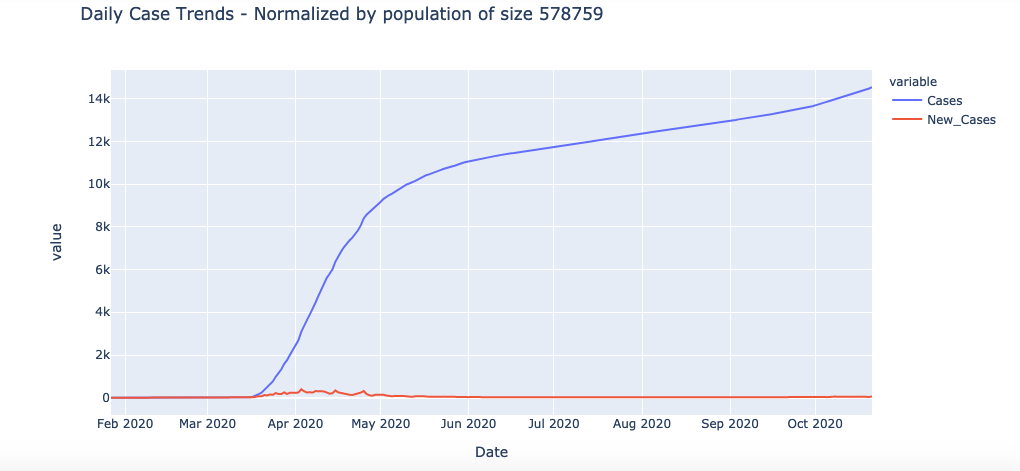 Daily Case Trends - Normalized by population of size 578759
variable
Cases
New_Cases
14k
12k
10k
8k
6k
4k
2k
0
value
Feb 2020
Mar 2020
Apr 2020
May 2020
Jun 2020
Jul 2020
Aug 2020
Sep 2020
Oct 2020
Date